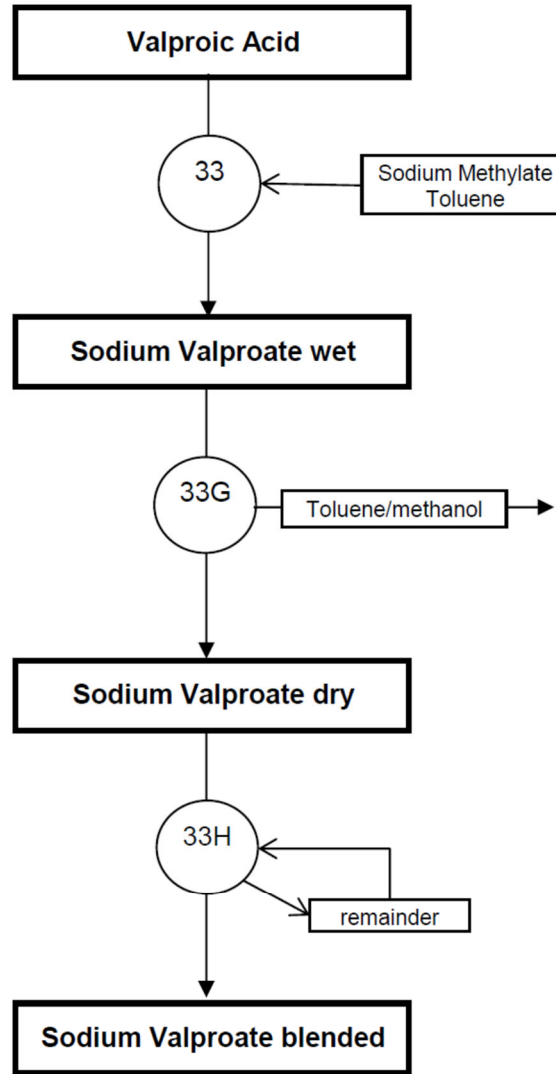 Valproic Acid
33
Sodium Methylate
Toluene
Sodium Valproate wet
33G
Toluene/methanol
Sodium Valproate dry
33H
remainder
Sodium Valproate blended